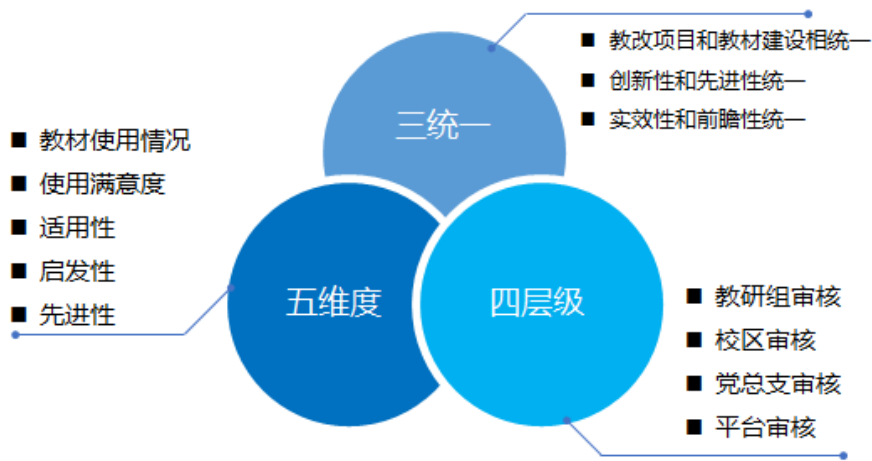 三统一
■ 教改项目和教材建设相统一
■ 创新性和先进性统一
■ 实效性和前瞻性统一
五维度
■ 教材使用情况
■ 使用满意度
■ 适用性
■ 启发性
■ 先进性
四层级
■ 教研组审核
■ 校区审核
■ 党总支审核
■ 平台审核